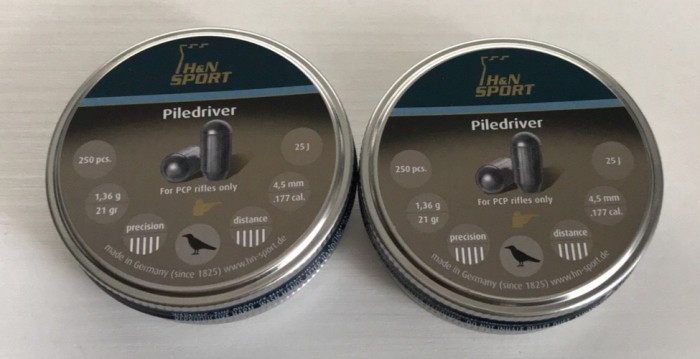 H&N
SPORT
Piledriver
250 pcs.
25 J
For PCP rifles only
1,36 g
21 gr
4,5 mm
.177 cal.
precision
distance
made in Germany (since 1825) www.hn-sport.de
H&N
SPORT
Piledriver
250 pcs.
25 J
For PCP rifles only
1,36 g
21 gr
4,5 mm
.177 cal.
precision
distance
made in Germany (since 1825) www.hn-sport.de